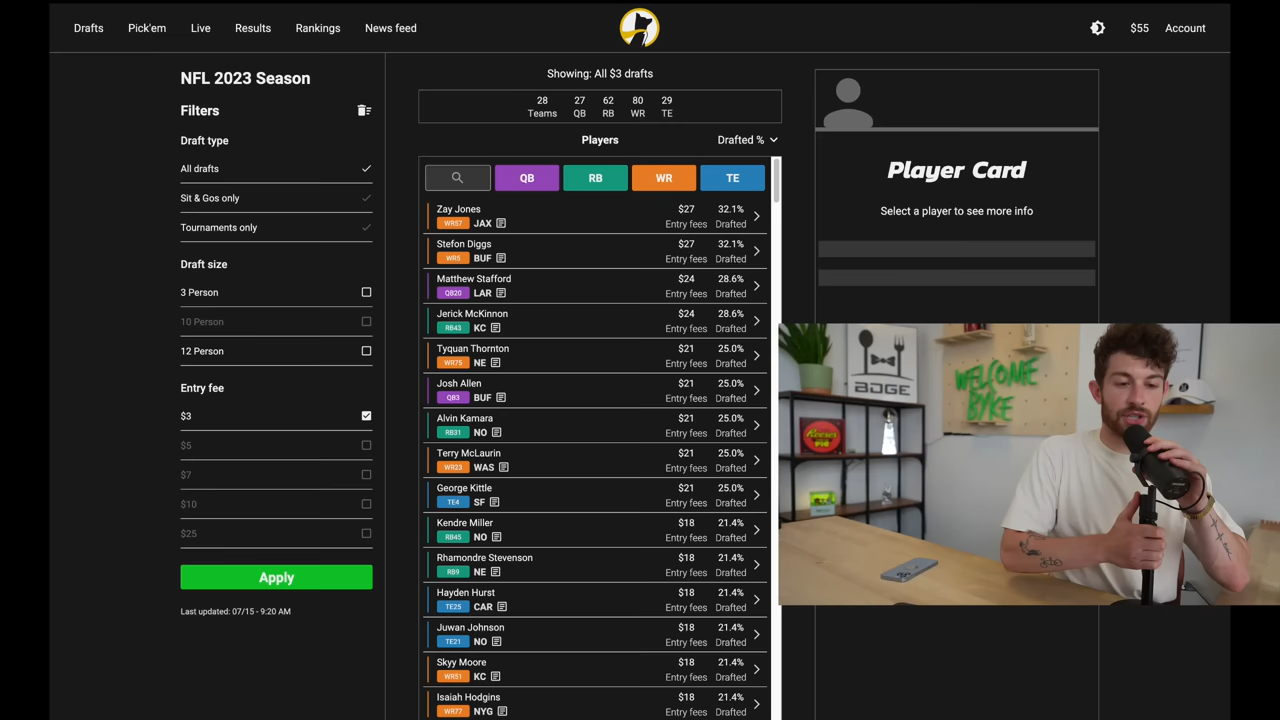 Drafts Pick'em Live Results Rankings News feed $55 Account
NFL 2023 Season
Filters
Draft type
All drafts
Sit & Gos only
Tournaments only
Draft size
3 Person
10 Person
12 Person
Entry fee
$3
$5
$7
$10
$25
Apply
Last updated: 07/15 - 9:20 AM
Showing: All $3 drafts
28 27 62 80 29
Teams QB RB WR TE
Players Drafted %
QB RB WR TE
Zay Jones $27 32.1%
WR57 JAX Entry fees Drafted
Stefon Diggs $27 32.1%
WR5 BUF Entry fees Drafted
Matthew Stafford $24 28.6%
QB20 LAR Entry fees Drafted
Jerick McKinnon $24 28.6%
RB43 KC Entry fees Drafted
Tyquan Thornton $21 25.0%
WR75 NE Entry fees Drafted
Josh Allen $21 25.0%
QB3 BUF Entry fees Drafted
Alvin Kamara $21 25.0%
RB31 NO Entry fees Drafted
Terry McLaurin $21 25.0%
WR23 WAS Entry fees Drafted
George Kittle $21 25.0%
TE4 SF Entry fees Drafted
Kendre Miller $18 21.4%
RB45 NO Entry fees Drafted
Rhamondre Stevenson $18 21.4%
RB9 NE Entry fees Drafted
Hayden Hurst $18 21.4%
TE25 CAR Entry fees Drafted
Juwan Johnson $18 21.4%
TE21 NO Entry fees Drafted
Skyy Moore $18 21.4%
WR51 KC Entry fees Drafted
Isaiah Hodgins $18 21.4%
WR77 NYG Entry fees Drafted
Player Card
Select a player to see more info
BDGE
WELCOME
BYKE
REESE'S
PIE